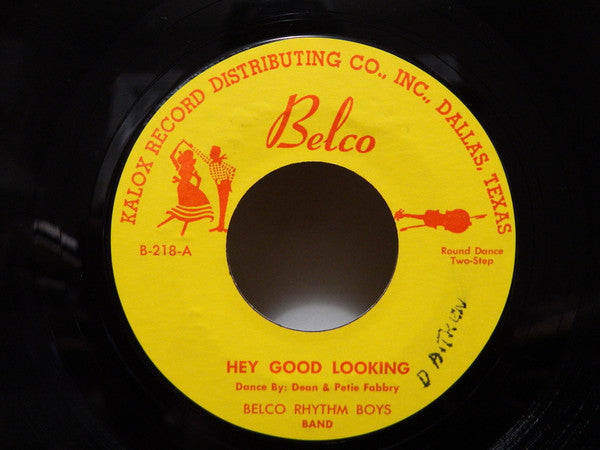 KALOX RECORD DISTRIBUTING CO., INC., DALLAS, TEXAS
Belco
B-218-A
Round Dance
Two-Step
HEY GOOD LOOKING
Dance By: Dean & Petie Fabbry
BELCO RHYTHM BOYS
BAND
D AITKEN